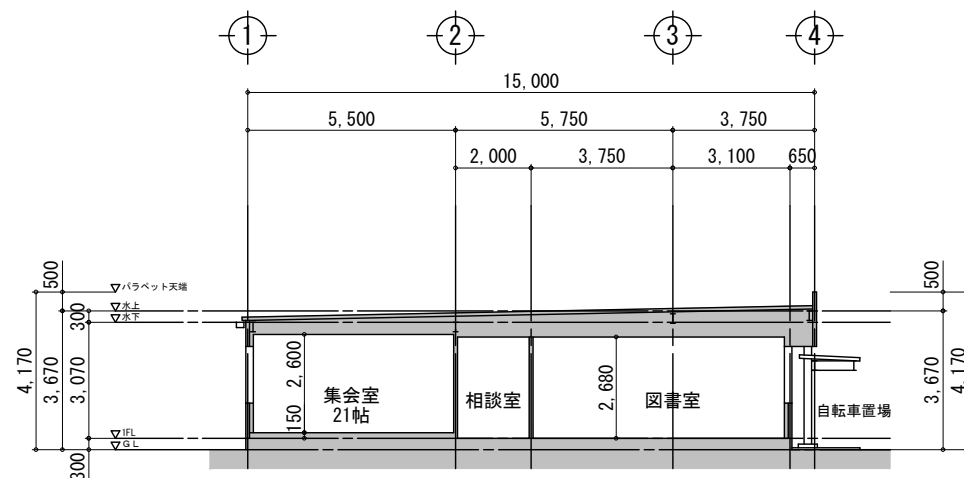 1 2 3 4
15,000
5,500 5,750 3,750
2,000 3,750 3,100 650
500 ▽パラペット天端 500
▽水上
300 ▽水下
4,170 3,670 3,070 2,600 2,680 3,670 4,170
集会室 相談室 図書室
21帖
自転車置場
150
▽1FL
▽GL
300